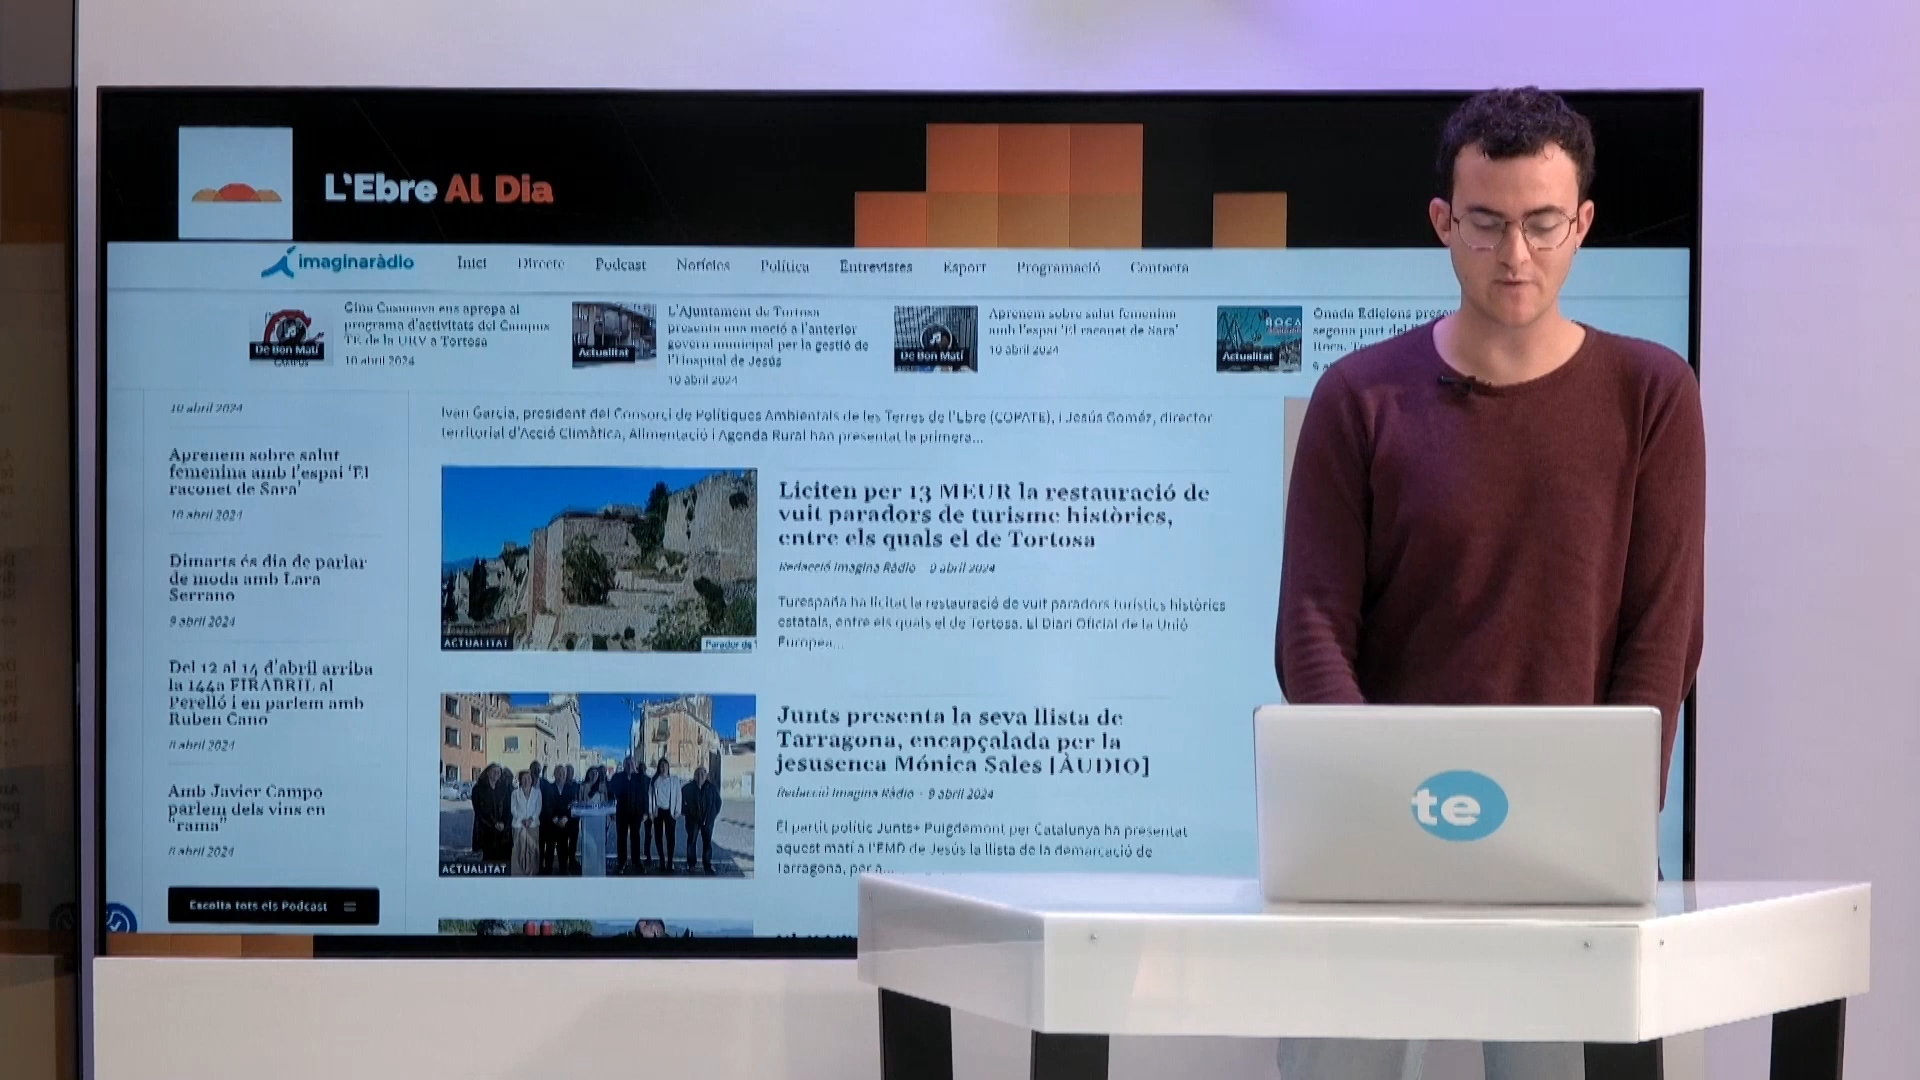 L'Ebre Al Dia
imaginaràdio
Inici Directe Podcast Notícies Política Entrevistes Esport Programació Contacta
De Bon Matí
Gina Casanova ens apropa al
programa d'activitats del Campus
TE de la URV a Tortosa
10 abril 2024
Actualitat
L'Ajuntament de Tortosa
presenta una moció a l'anterior
govern municipal per la gestió de
l'Hospital de Jesús
10 abril 2024
De Bon Matí
Aprenem sobre salut femenina
amb l'espai 'El raconet de Sara'
10 abril 2024
Actualitat
Onada Edicions
segona part del
Roca.
10 abril 2024
Aprenem sobre salut
femenina amb l'espai 'El
raconet de Sara'
10 abril 2024
Dimarts és dia de parlar
de moda amb Lara
Serrano
9 abril 2024
Del 12 al 14 d'abril arriba
la 144a FIRABRIL al
Perelló i en parlem amb
Ruben Cano
8 abril 2024
Amb Javier Campo
parlem dels vins en
"rama"
8 abril 2024
Escolta tots els Podcast
Ivan Garcia, president del Consorci de Polítiques Ambientals de les Terres de l'Ebre (COPATE), i Jesús Goméz, director
territorial d'Acció Climàtica, Alimentació i Agenda Rural han presentat la primera...
ACTUALITAT
Parador de
Liciten per 13 MEUR la restauració de
vuit paradors de turisme històrics,
entre els quals el de Tortosa
Redacció Imagina Ràdio - 9 abril 2024
Turespaña ha licitat la restauració de vuit paradors turístics històrics
estatals, entre els quals el de Tortosa. El Diari Oficial de la Unió
Europea...
ACTUALITAT
Junts presenta la seva llista de
Tarragona, encapçalada per la
jesusenca Mónica Sales [ÀUDIO]
Redacció Imagina Ràdio - 9 abril 2024
El partit polític Junts+ Puigdemont per Catalunya ha presentat
aquest matí a l'EMD de Jesús la llista de la demarcació de
Tarragona, per a...
te